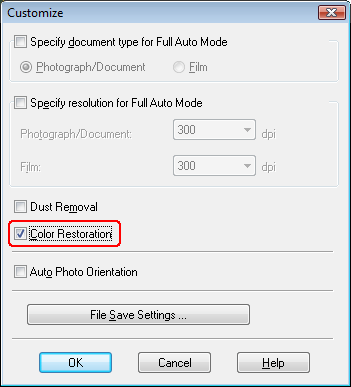 Customize
Specify document type for Full Auto Mode
Photograph/Document Film
Specify resolution for Full Auto Mode
Photograph/Document: 300 dpi
Film: 300 dpi
Dust Removal
Color Restoration
Auto Photo Orientation
File Save Settings ...
OK Cancel Help